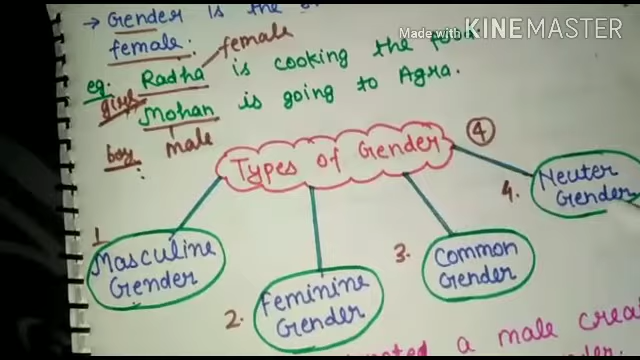 → Gender is the
female.
Made with KINEMASTER
female
eg. Radha is cooking the food
girl
Mohan is going to Agra.
boy male
Types of Gender
4
1 Masculine Gender
2. Feminine Gender
3. Common Gender
4. Neuter Gender
a male